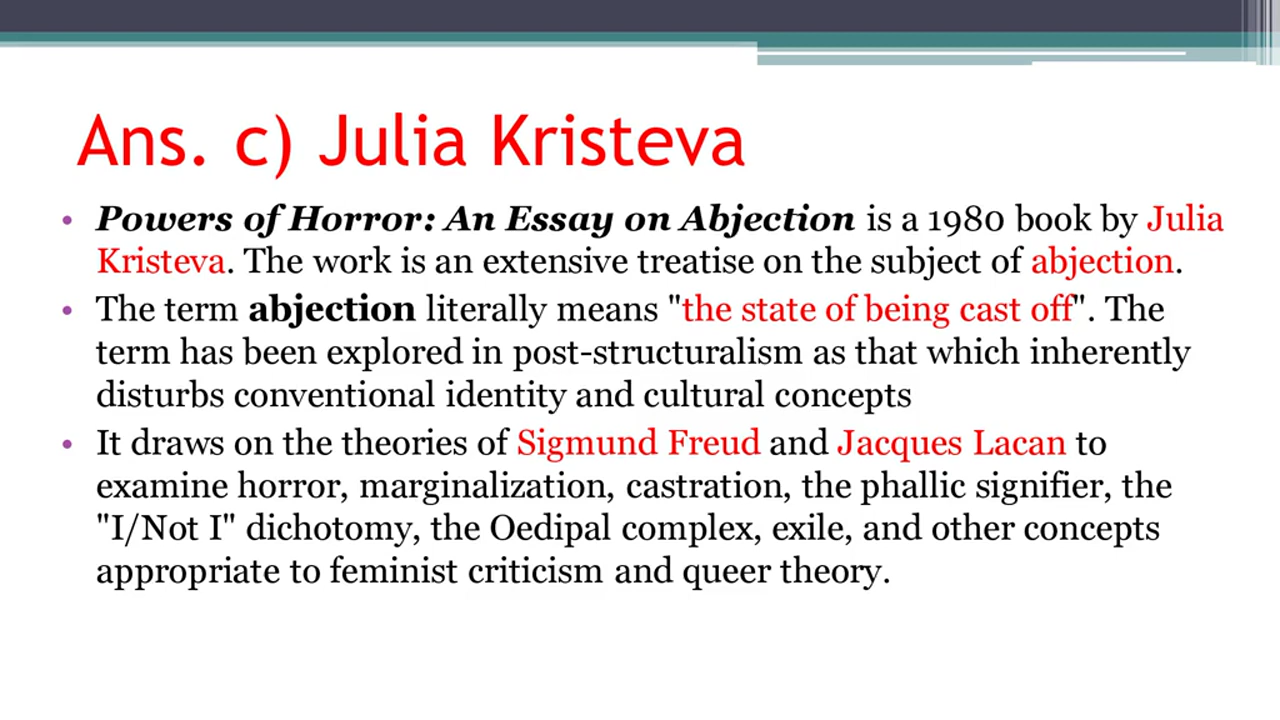 Ans. c) Julia Kristeva
• Powers of Horror: An Essay on Abjection is a 1980 book by Julia
Kristeva. The work is an extensive treatise on the subject of abjection.
• The term abjection literally means "the state of being cast off". The
term has been explored in post-structuralism as that which inherently
disturbs conventional identity and cultural concepts
• It draws on the theories of Sigmund Freud and Jacques Lacan to
examine horror, marginalization, castration, the phallic signifier, the
"I/Not I" dichotomy, the Oedipal complex, exile, and other concepts
appropriate to feminist criticism and queer theory.